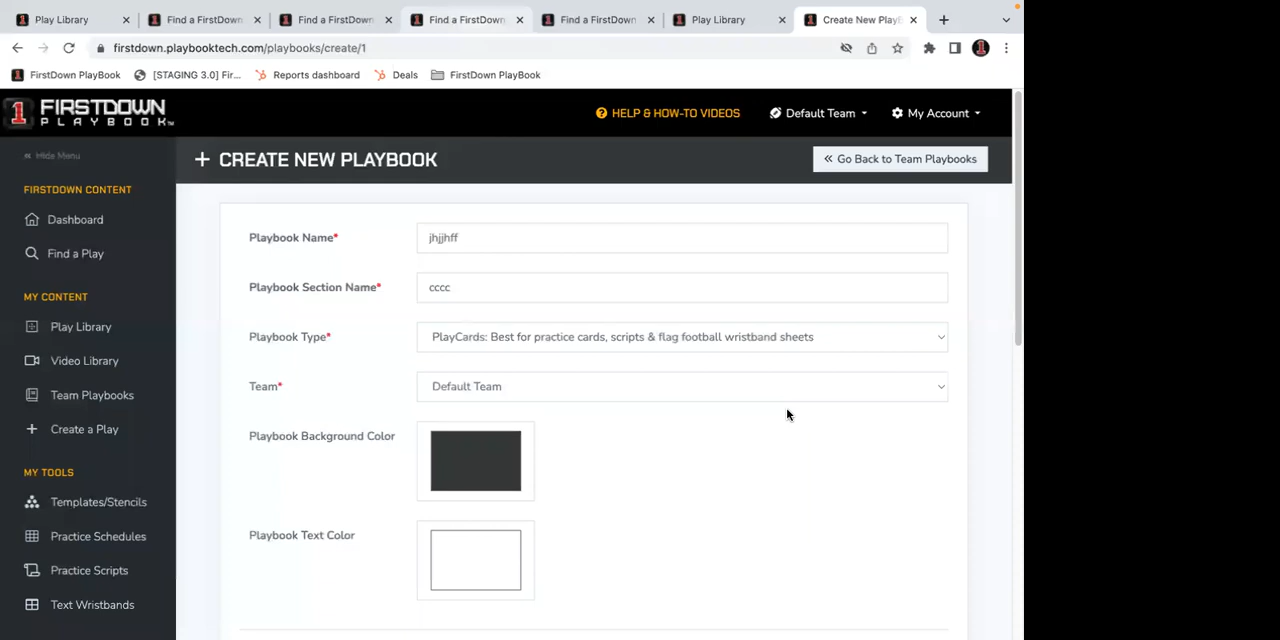 Play Library
Find a FirstDown
Find a FirstDown
Find a FirstDown
Find a FirstDown
Play Library
Create New Playb
firstdown.playbooktech.com/playbooks/create/1
FirstDown PlayBook
[STAGING 3.0] Fir...
Reports dashboard
Deals
FirstDown PlayBook
1 FIRSTDOWN
PLAYBOOK™
HELP & HOW-TO VIDEOS
Default Team
My Account
Hide Menu
+ CREATE NEW PLAYBOOK
« Go Back to Team Playbooks
FIRSTDOWN CONTENT
Dashboard
Find a Play
MY CONTENT
Play Library
Video Library
Team Playbooks
Create a Play
MY TOOLS
Templates/Stencils
Practice Schedules
Practice Scripts
Text Wristbands
Playbook Name* jhjjhff
Playbook Section Name* cccc
Playbook Type* PlayCards: Best for practice cards, scripts & flag football wristband sheets
Team* Default Team
Playbook Background Color
Playbook Text Color